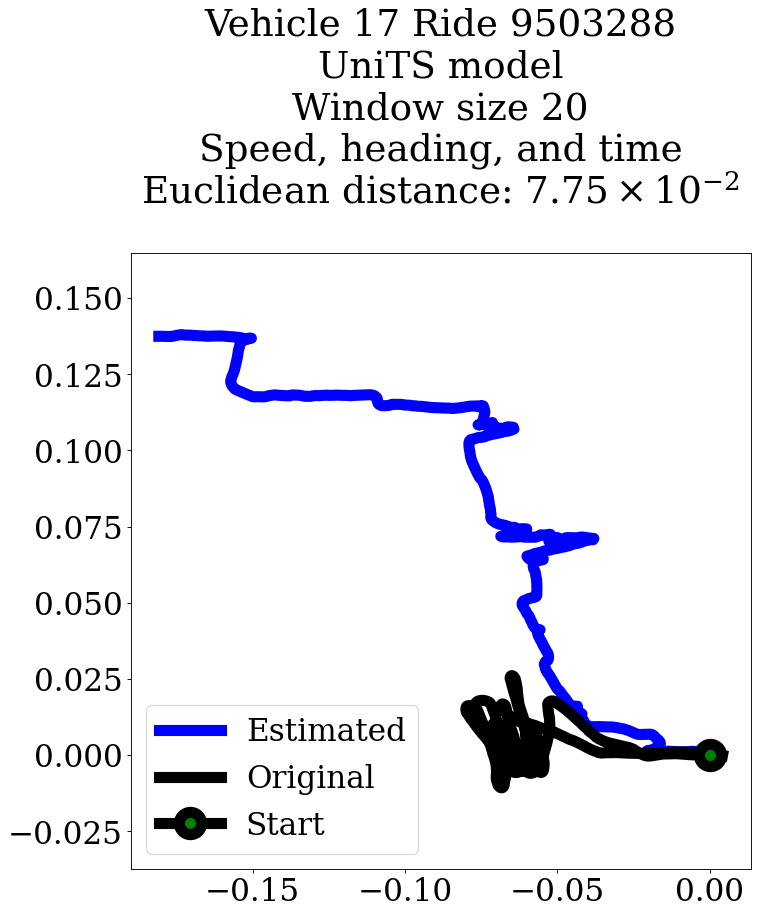 Vehicle 17 Ride 9503288
UniTS model
Window size 20
Speed, heading, and time
Euclidean distance: 7.75 × 10⁻²
0.150
0.125
0.100
0.075
0.050
0.025
0.000
−0.025
Estimated
Original
Start
−0.15 −0.10 −0.05 0.00